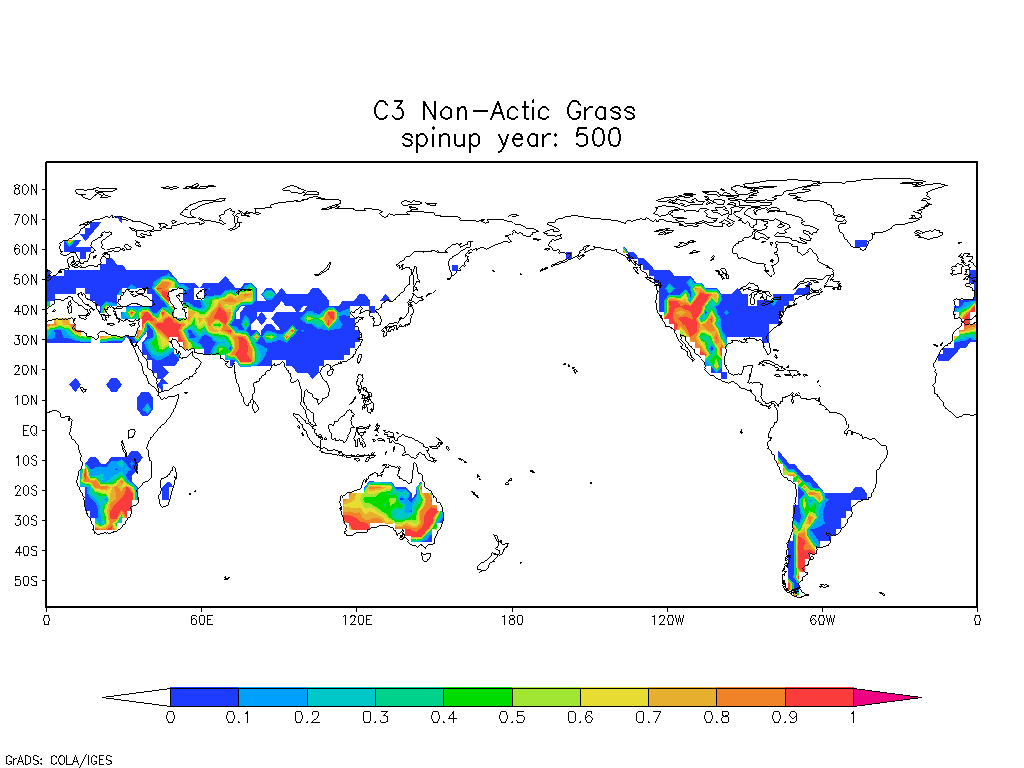 C3 Non-Actic Grass
spinup year: 500
80N
70N
60N
50N
40N
30N
20N
10N
EQ
10S
20S
30S
40S
50S
0 60E 120E 180 120W 60W 0
0 0.1 0.2 0.3 0.4 0.5 0.6 0.7 0.8 0.9 1
GrADS: COLA/IGES